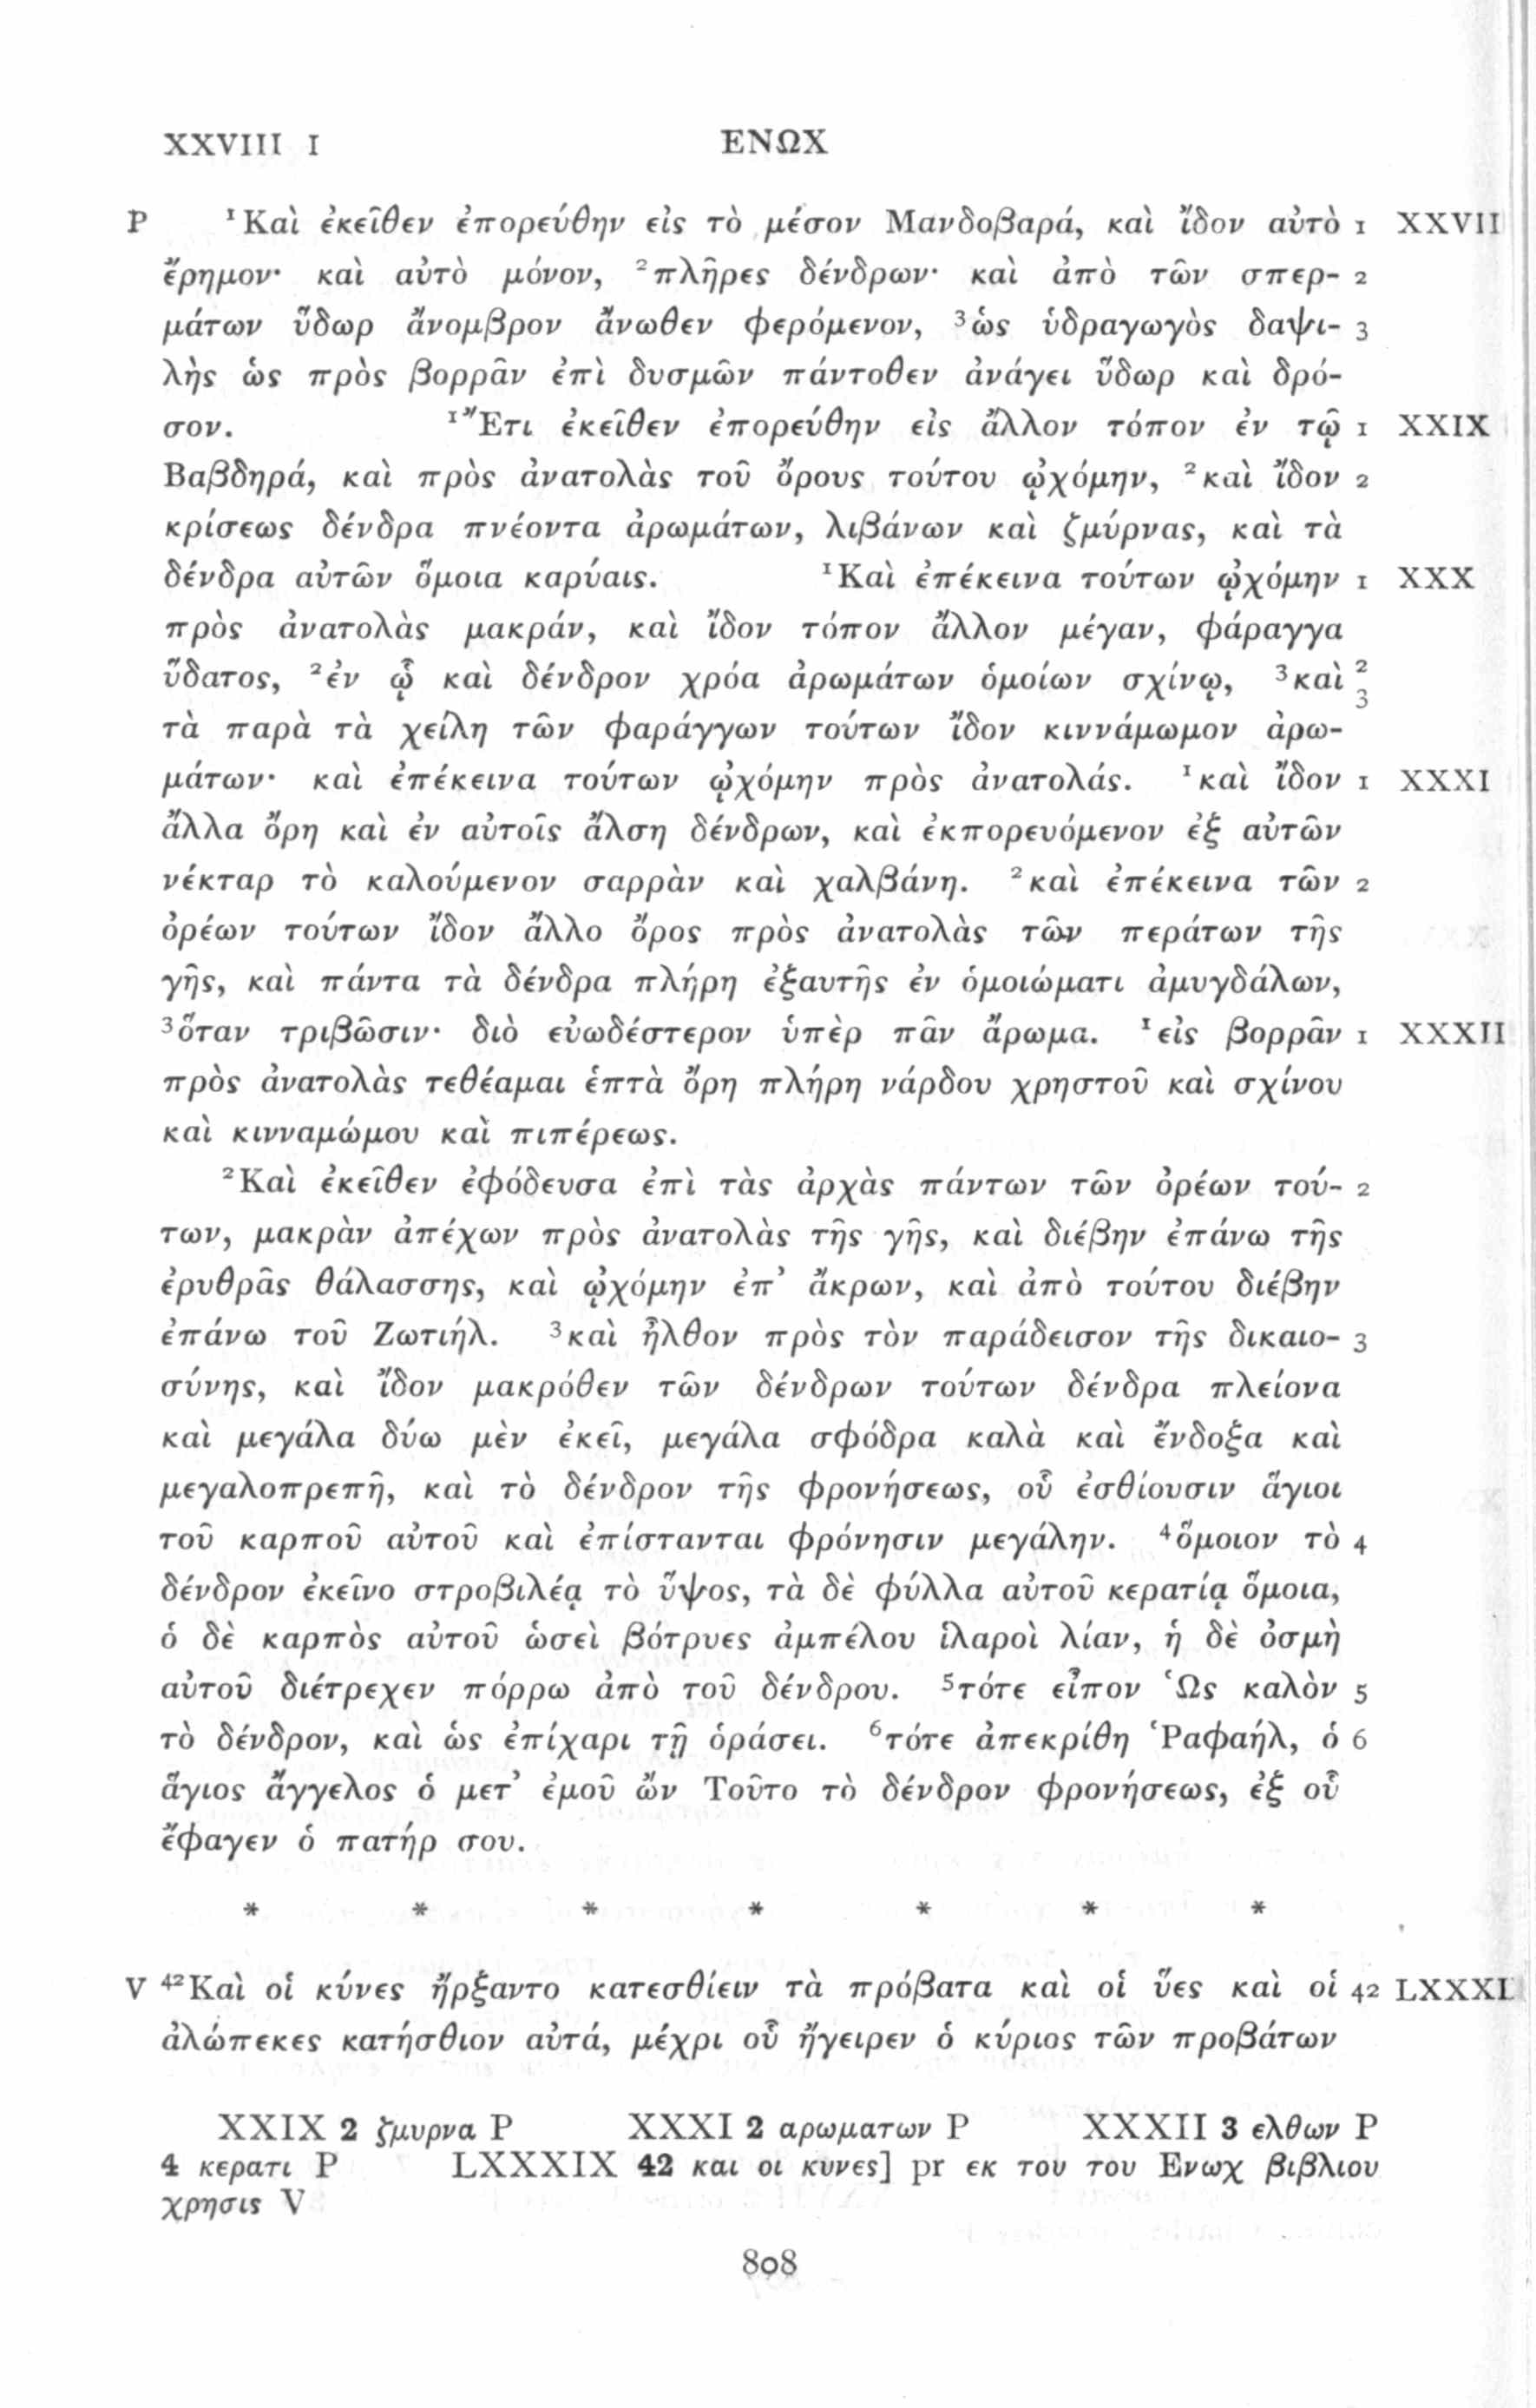 XXVIII 1 ΕΝΩΧ
P ¹Καὶ ἐκεῖθεν ἐπορεύθην εἰς τὸ μέσον Μανδοβαρά, καὶ ἴδον αὐτὸ 1 XXVII
ἔρημον· καὶ αὐτὸ μόνον, ²πλῆρες δένδρων· καὶ ἀπὸ τῶν σπερ- 2
μάτων ὕδωρ ἄνομβρον ἄνωθεν φερόμενον, ³ὡς ὑδραγωγὸς δαψι- 3
λὴς ὡς πρὸς βορρᾶν ἐπὶ δυσμῶν πάντοθεν ἀνάγει ὕδωρ καὶ δρό-
σον. ¹Ἔτι ἐκεῖθεν ἐπορεύθην εἰς ἄλλον τόπον ἐν τῷ 1 XXIX
Βαβδηρά, καὶ πρὸς ἀνατολὰς τοῦ ὄρους τούτου ᾠχόμην, ²καὶ ἴδον 2
κρίσεως δένδρα πνέοντα ἀρωμάτων, λιβάνων καὶ ζμύρνας, καὶ τὰ
δένδρα αὐτῶν ὅμοια καρύαις. ¹Καὶ ἐπέκεινα τούτων ᾠχόμην 1 XXX
πρὸς ἀνατολὰς μακράν, καὶ ἴδον τόπον ἄλλον μέγαν, φάραγγα
ὕδατος, ²ἐν ᾧ καὶ δένδρον χρόα ἀρωμάτων ὁμοίων σχίνῳ, ³καὶ 2 3
τὰ παρὰ τὰ χείλη τῶν φαράγγων τούτων ἴδον κιννάμωμον ἀρω-
μάτων· καὶ ἐπέκεινα τούτων ᾠχόμην πρὸς ἀνατολάς. ¹καὶ ἴδον 1 XXXI
ἄλλα ὄρη καὶ ἐν αὐτοῖς ἄλση δένδρων, καὶ ἐκπορευόμενον ἐξ αὐτῶν
νέκταρ τὸ καλούμενον σαρρὰν καὶ χαλβάνη. ²καὶ ἐπέκεινα τῶν 2
ὀρέων τούτων ἴδον ἄλλο ὄρος πρὸς ἀνατολὰς τῶν περάτων τῆς
γῆς, καὶ πάντα τὰ δένδρα πλήρη ἐξαυτῆς ἐν ὁμοιώματι ἀμυγδάλων,
³ὅταν τριβῶσιν· διὸ εὐωδέστερον ὑπὲρ πᾶν ἄρωμα. ¹εἰς βορρᾶν 1 XXXII
πρὸς ἀνατολὰς τεθέαμαι ἑπτὰ ὄρη πλήρη νάρδου χρηστοῦ καὶ σχίνου
καὶ κινναμώμου καὶ πιπέρεως.
²Καὶ ἐκεῖθεν ἐφόδευσα ἐπὶ τὰς ἀρχὰς πάντων τῶν ὀρέων τού- 2
των, μακρὰν ἀπέχων πρὸς ἀνατολὰς τῆς γῆς, καὶ διέβην ἐπάνω τῆς
ἐρυθρᾶς θάλασσης, καὶ ᾠχόμην ἐπ’ ἄκρων, καὶ ἀπὸ τούτου διέβην
ἐπάνω τοῦ Ζωτιήλ. ³καὶ ἦλθον πρὸς τὸν παράδεισον τῆς δικαιο- 3
σύνης, καὶ ἴδον μακρόθεν τῶν δένδρων τούτων δένδρα πλείονα
καὶ μεγάλα δύω μὲν ἐκεῖ, μεγάλα σφόδρα καλὰ καὶ ἔνδοξα καὶ
μεγαλοπρεπῆ, καὶ τὸ δένδρον τῆς φρονήσεως, οὗ ἐσθίουσιν ἅγιοι
τοῦ καρποῦ αὐτοῦ καὶ ἐπίστανται φρόνησιν μεγάλην. ⁴ὅμοιον τὸ 4
δένδρον ἐκεῖνο στροβιλέᾳ τὸ ὕψος, τὰ δὲ φύλλα αὐτοῦ κερατίᾳ ὅμοια,
ὁ δὲ καρπὸς αὐτοῦ ὡσεὶ βότρυες ἀμπέλου ἱλαροὶ λίαν, ἡ δὲ ὀσμὴ
αὐτοῦ διέτρεχεν πόρρω ἀπὸ τοῦ δένδρου. ⁵τότε εἶπον Ὡς καλὸν 5
τὸ δένδρον, καὶ ὡς ἐπίχαρι τῇ ὁράσει. ⁶τότε ἀπεκρίθη Ῥαφαήλ, ὁ 6
ἅγιος ἄγγελος ὁ μετ’ ἐμοῦ ὤν Τοῦτο τὸ δένδρον φρονήσεως, ἐξ οὗ
ἔφαγεν ὁ πατήρ σου.
* * * * * * *
V ⁴²Καὶ οἱ κύνες ἤρξαντο κατεσθίειν τὰ πρόβατα καὶ οἱ ὕες καὶ οἱ 42 LXXXI
ἀλώπεκες κατήσθιον αὐτά, μέχρι οὗ ἤγειρεν ὁ κύριος τῶν προβάτων
XXIX 2 ζμυρνα P XXXI 2 αρωματων P XXXII 3 ελθων P
4 κερατι P LXXXIX 42 και οι κυνες] pr εκ του του Ενωχ βιβλιου
χρησις V
808